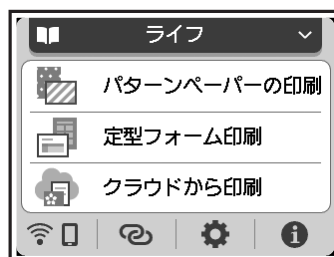 ライフ
パターンペーパーの印刷
定型フォーム印刷
クラウドから印刷